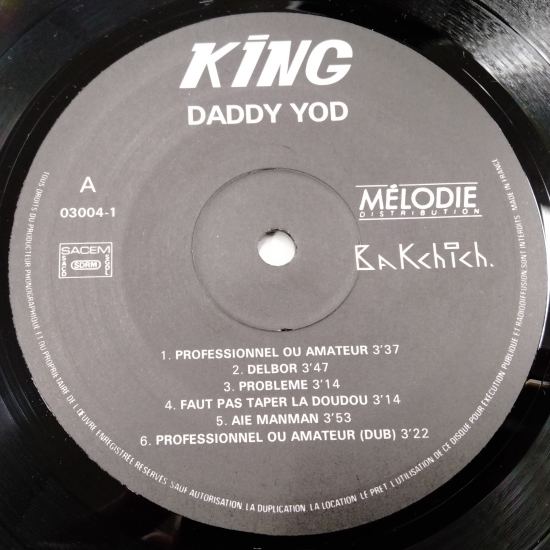 KING
DADDY YOD
A
03004-1
MÉLODIE
DISTRIBUTION
SACEM
SACD
SDRM
SGDL
BAKchich.
1. PROFESSIONNEL OU AMATEUR 3'37
2. DELBOR 3'47
3. PROBLEME 3'14
4. FAUT PAS TAPER LA DOUDOU 3'14
5. AIE MANMAN 3'53
6. PROFESSIONNEL OU AMATEUR (DUB) 3'22
TOUS DROITS DU PRODUCTEUR PHONOGRAPHIQUE ET DU PROPRIETAIRE DE L'ŒUVRE ENREGISTREE RESERVES. SAUF AUTORISATION LA DUPLICATION, LA LOCATION, LE PRET, L'UTILISATION DE CE DISQUE POUR EXECUTION PUBLIQUE ET RADIODIFFUSION SONT INTERDITS. MADE IN FRANCE